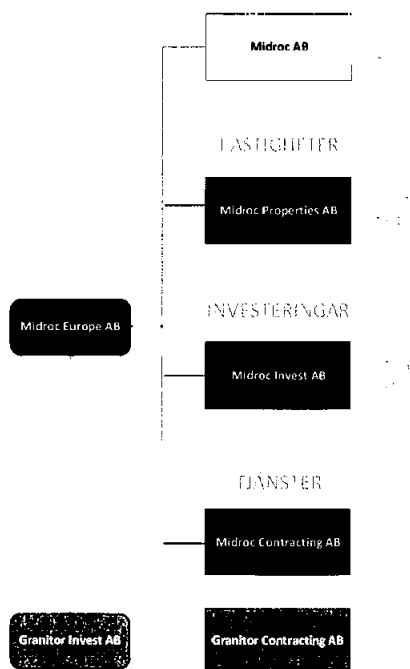 Midroc AB
FASTIGHETER
Midroc Properties AB
INVESTERINGAR
Midroc Europe AB
Midroc Invest AB
TJÄNSTER
Midroc Contracting AB
Granitor Invest AB
Granitor Contracting AB